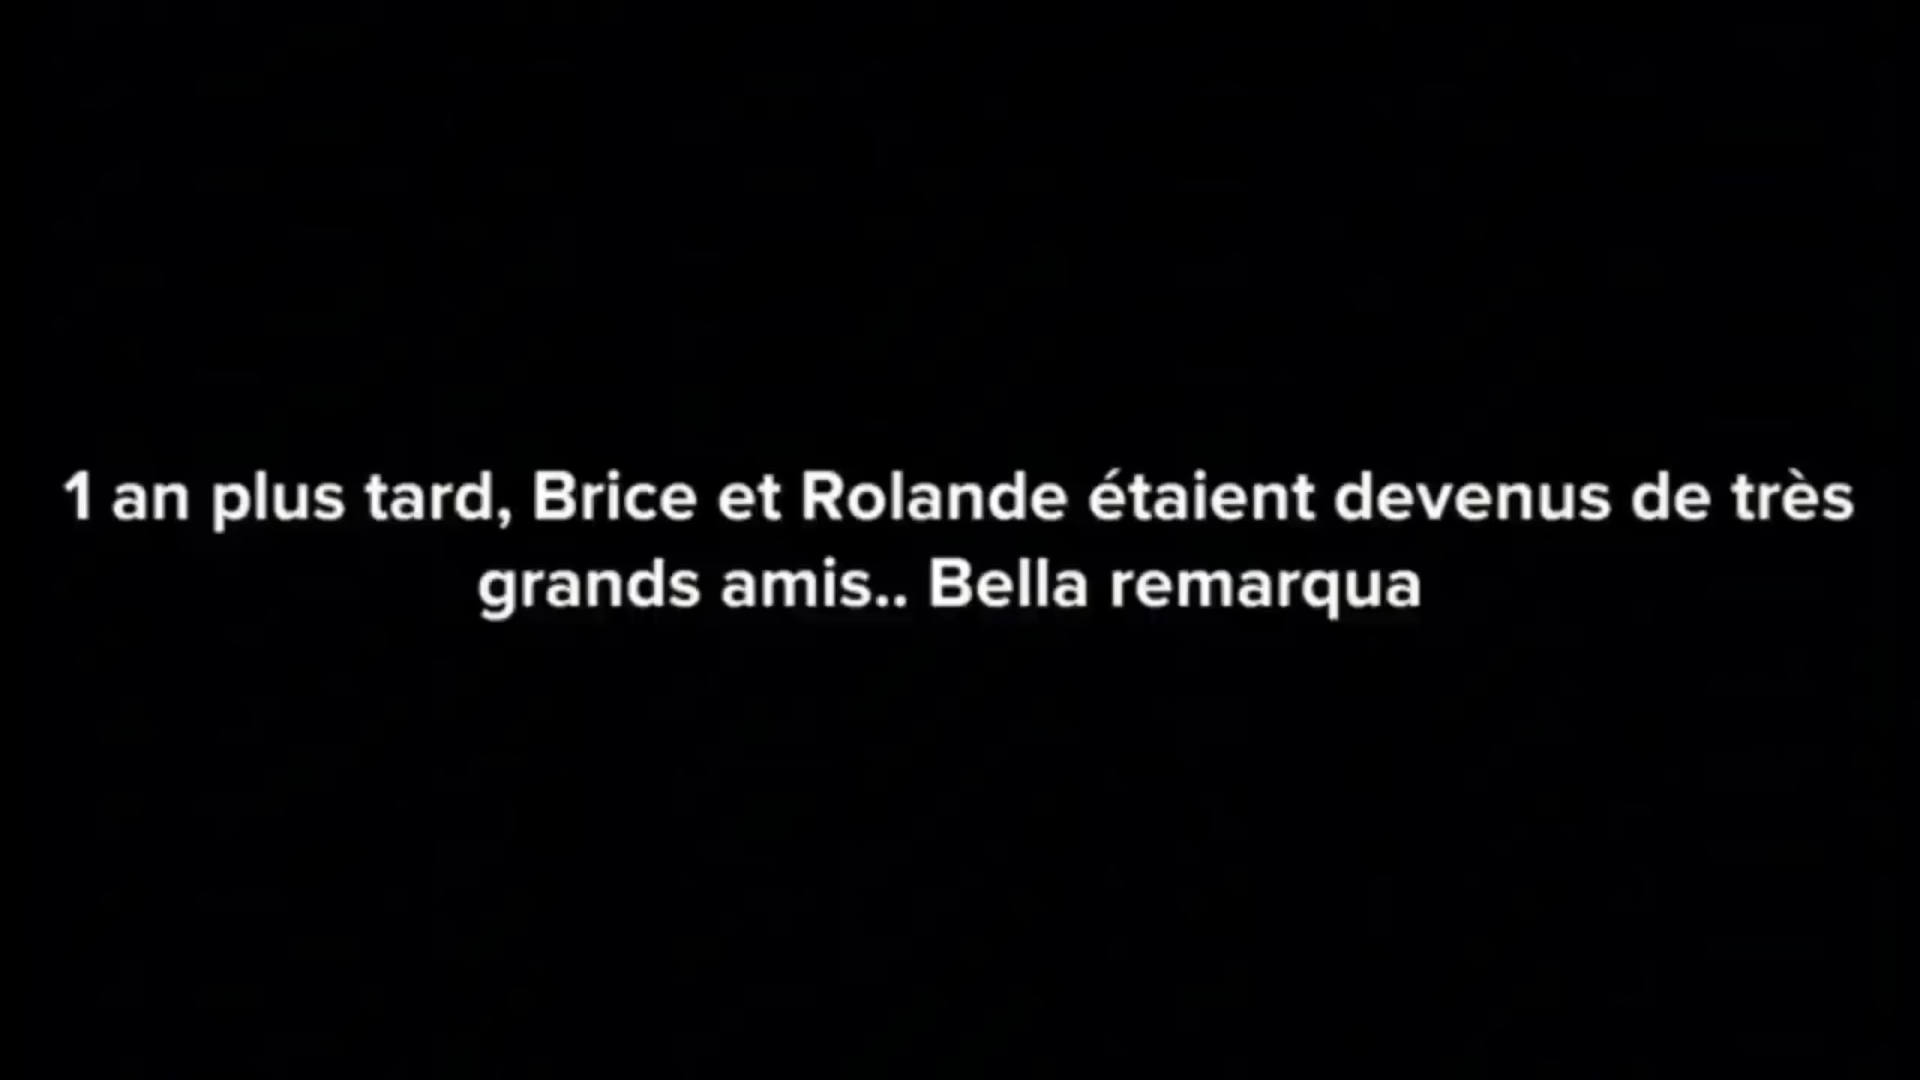 1 an plus tard, Brice et Rolande étaient devenus de très
grands amis.. Bella remarqua